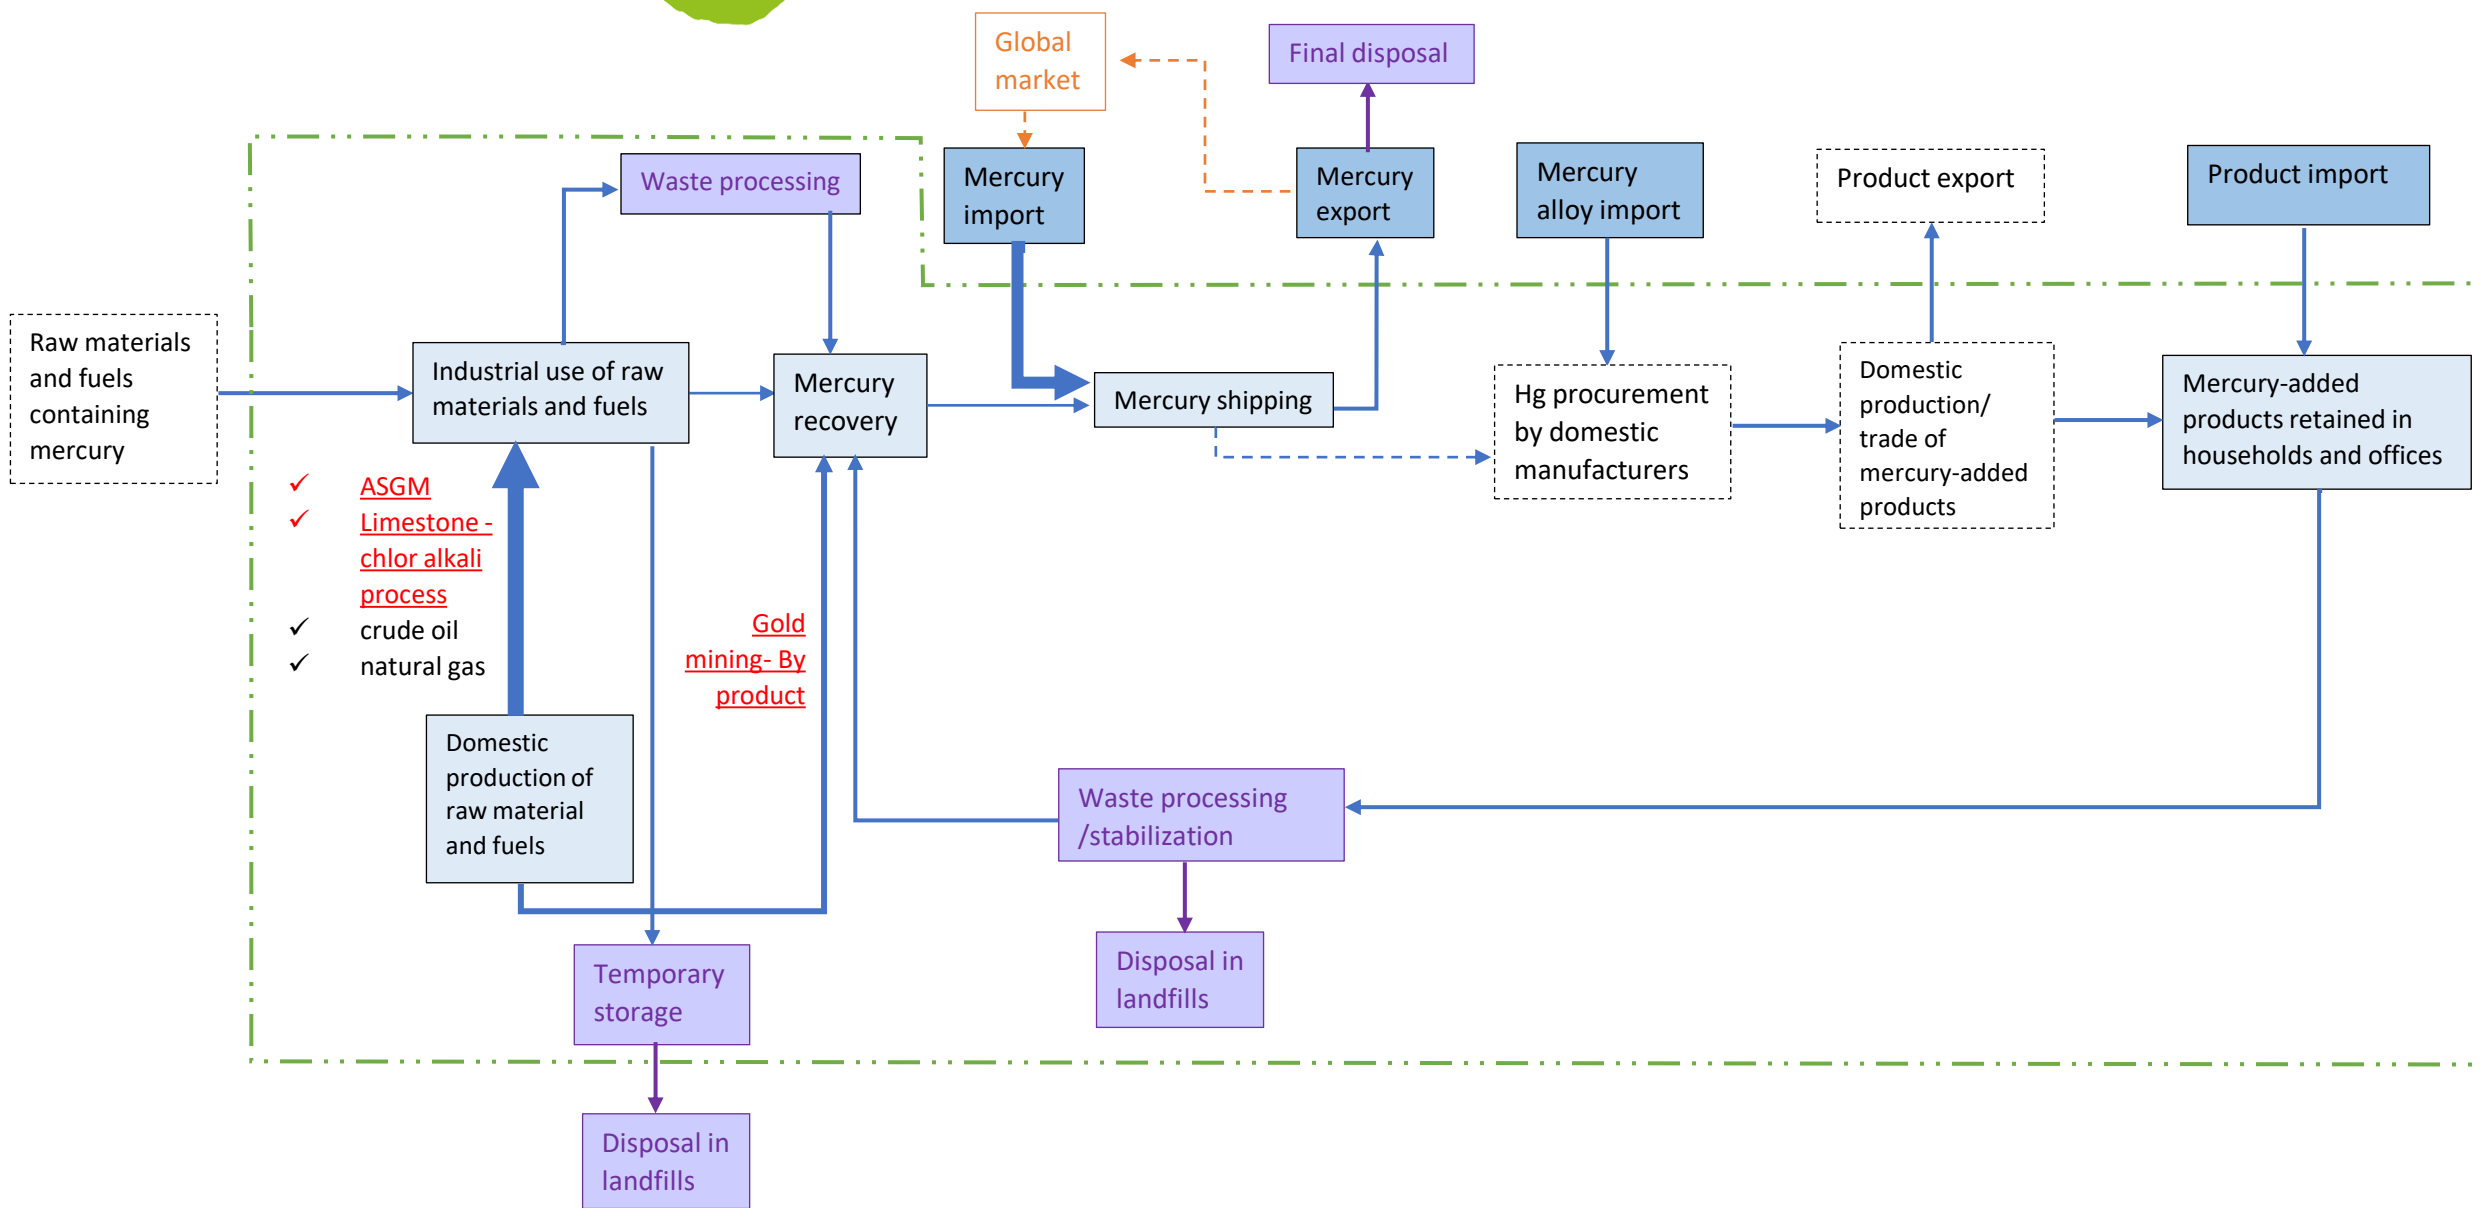 Global
market
Final disposal
Waste processing
Mercury
import
Mercury
export
Mercury
alloy import
Product export
Product import
Raw materials
and fuels
containing
mercury
Industrial use of raw
materials and fuels
Mercury
recovery
Mercury shipping
Hg procurement
by domestic
manufacturers
Domestic
production/
trade of
mercury-added
products
Mercury-added
products retained in
households and offices
✓ ASGM
✓ Limestone -
chlor alkali
process
✓ crude oil
✓ natural gas
Gold
mining- By
product
Domestic
production of
raw material
and fuels
Waste processing
/stabilization
Temporary
storage
Disposal in
landfills
Disposal in
landfills